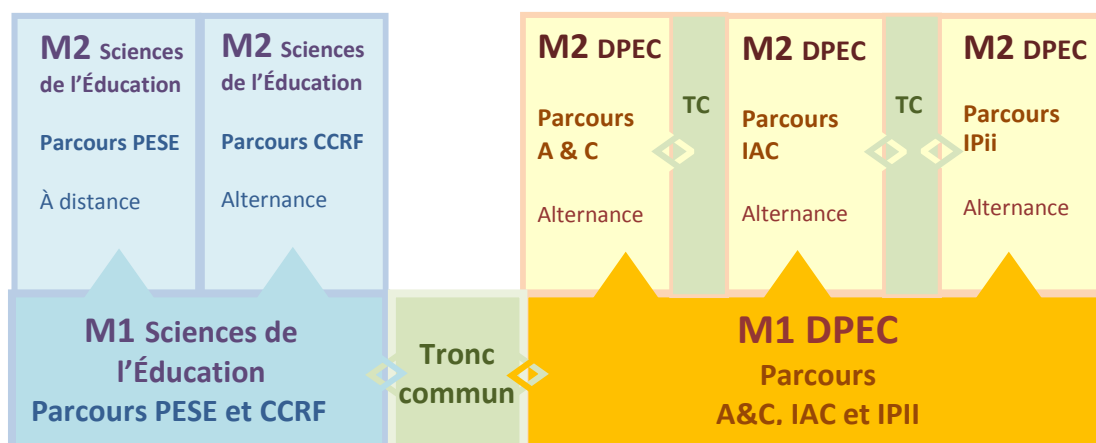 M2 Sciences
de l'Éducation
Parcours PESE
À distance
M2 Sciences
de l'Éducation
Parcours CCRF
Alternance
M2 DPEC
Parcours
A & C
Alternance
TC
M2 DPEC
Parcours
IAC
Alternance
TC
M2 DPEC
Parcours
IPii
Alternance
M1 Sciences de
l'Éducation
Parcours PESE et CCRF
Tronc
commun
M1 DPEC
Parcours
A&C, IAC et IPII